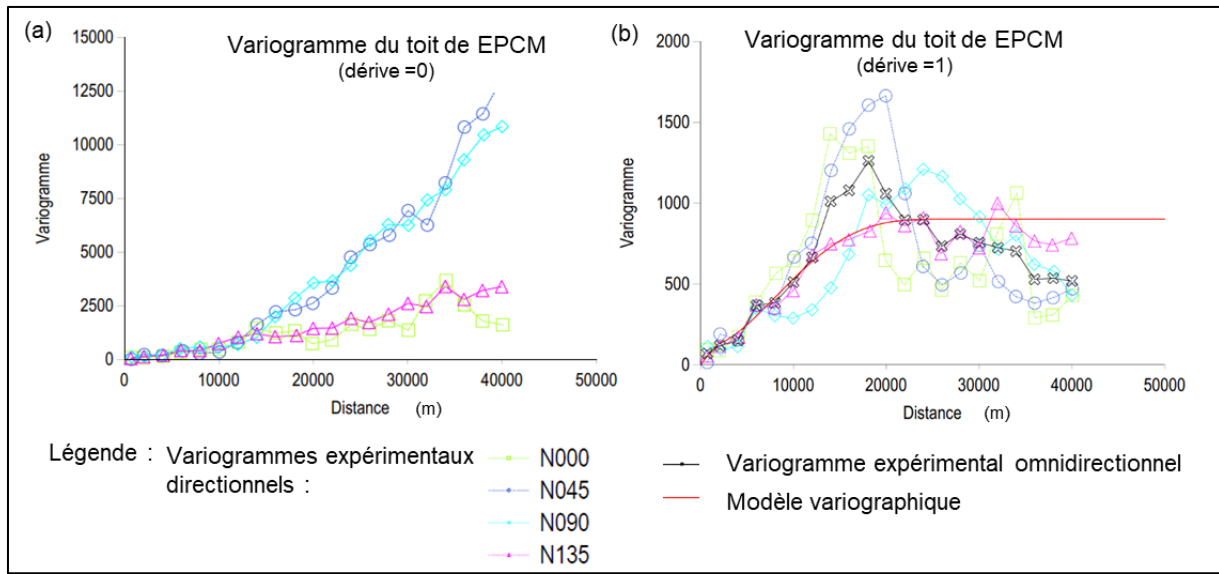 (a)
Variogramme du toit de EPCM
(dérive =0)
15000
12500
10000
7500
5000
2500
0
Variogramme
0 10000 20000 30000 40000 50000
Distance (m)
(b)
Variogramme du toit de EPCM
(dérive =1)
2000
1500
1000
500
0
Variogramme
0 10000 20000 30000 40000 50000
Distance (m)
Légende : Variogrammes expérimentaux
directionnels :
N000
N045
N090
N135
Variogramme expérimental omnidirectionnel
Modèle variographique